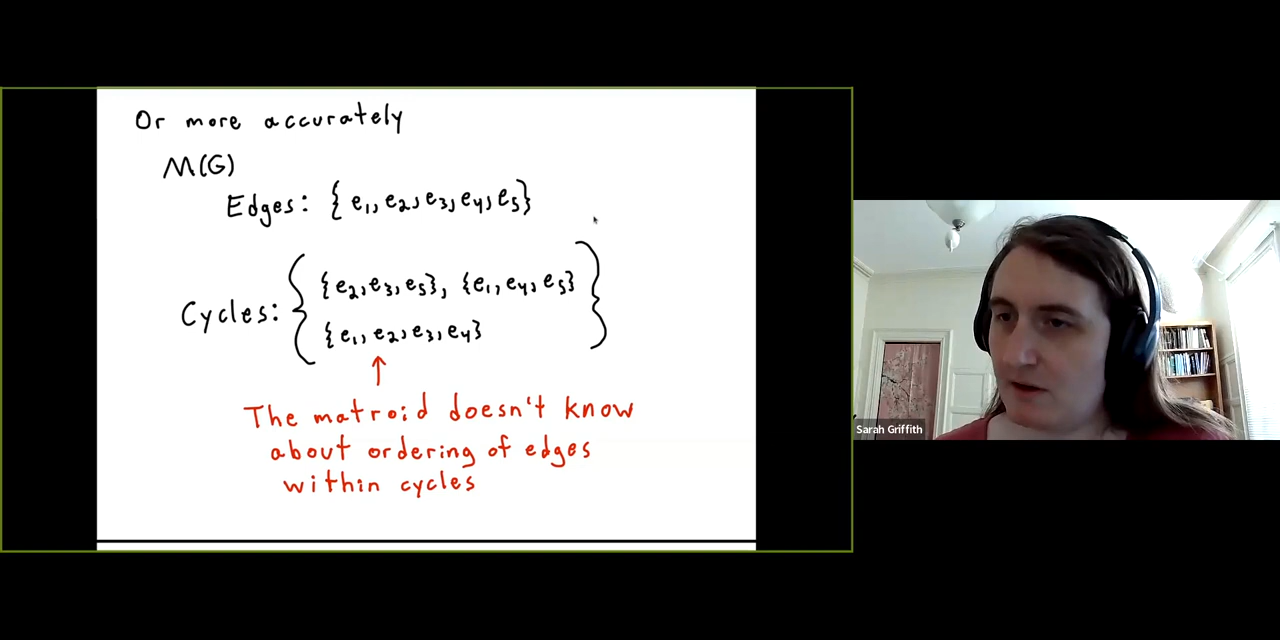 Or more accurately
M(G)
Edges: { e1, e2, e3, e4, e5 }
Cycles: { {e2, e3, e5}, {e1, e4, e5}
{e1, e2, e3, e4} }
↑
The matroid doesn't know
about ordering of edges
within cycles
Sarah Griffith